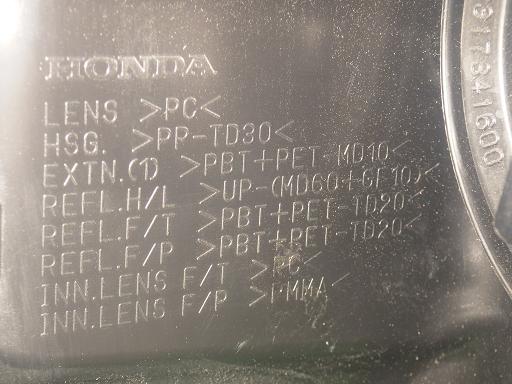 HONDA
LENS >PC<
HSG. >PP-TD30<
EXTN.(1) >PBT+PET-MD10<
REFL.H/L >UP-(MD60+GF10)<
REFL.F/T >PBT+PET-TD20<
REFL.F/P >PBT+PET-TD20<
INN.LENS F/T >PC<
INN.LENS F/P >PMMA<
817341600